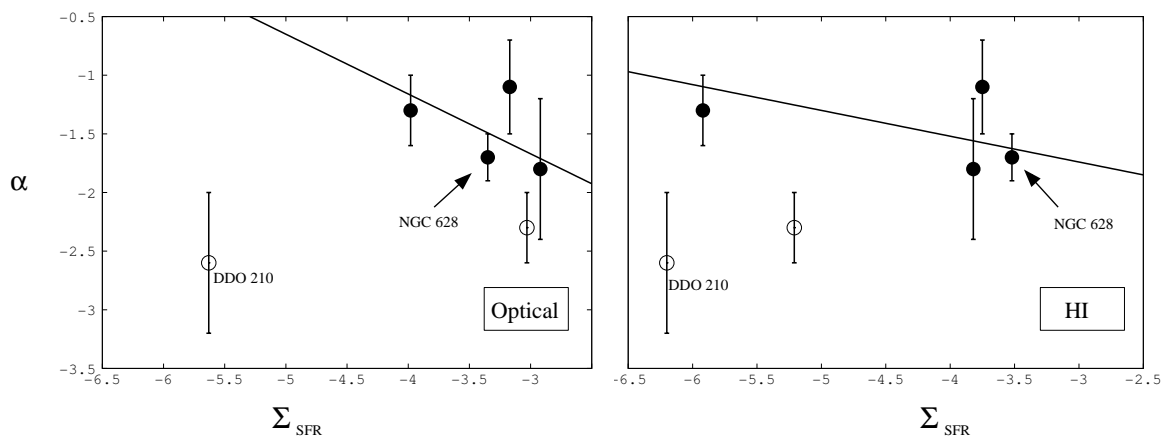 -0.5
-1
-1.5
-2
-2.5
-3
-3.5
α
-6.5 -6 -5.5 -5 -4.5 -4 -3.5 -3
NGC 628
DDO 210
Optical
Σ SFR
-6.5 -6 -5.5 -5 -4.5 -4 -3.5 -3 -2.5
NGC 628
DDO 210
HI
Σ SFR